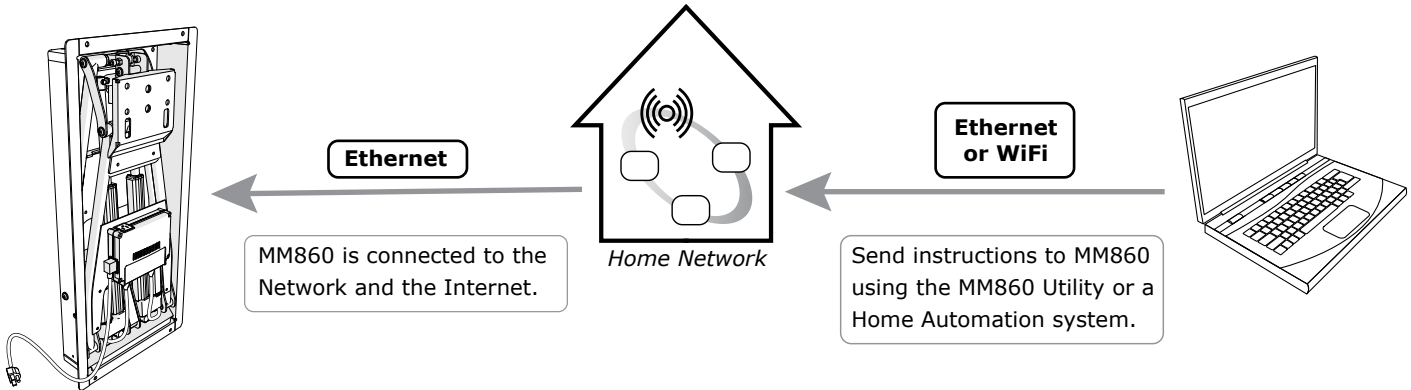 Ethernet
MM860 is connected to the
Network and the Internet.
Home Network
Ethernet
or WiFi
Send instructions to MM860
using the MM860 Utility or a
Home Automation system.